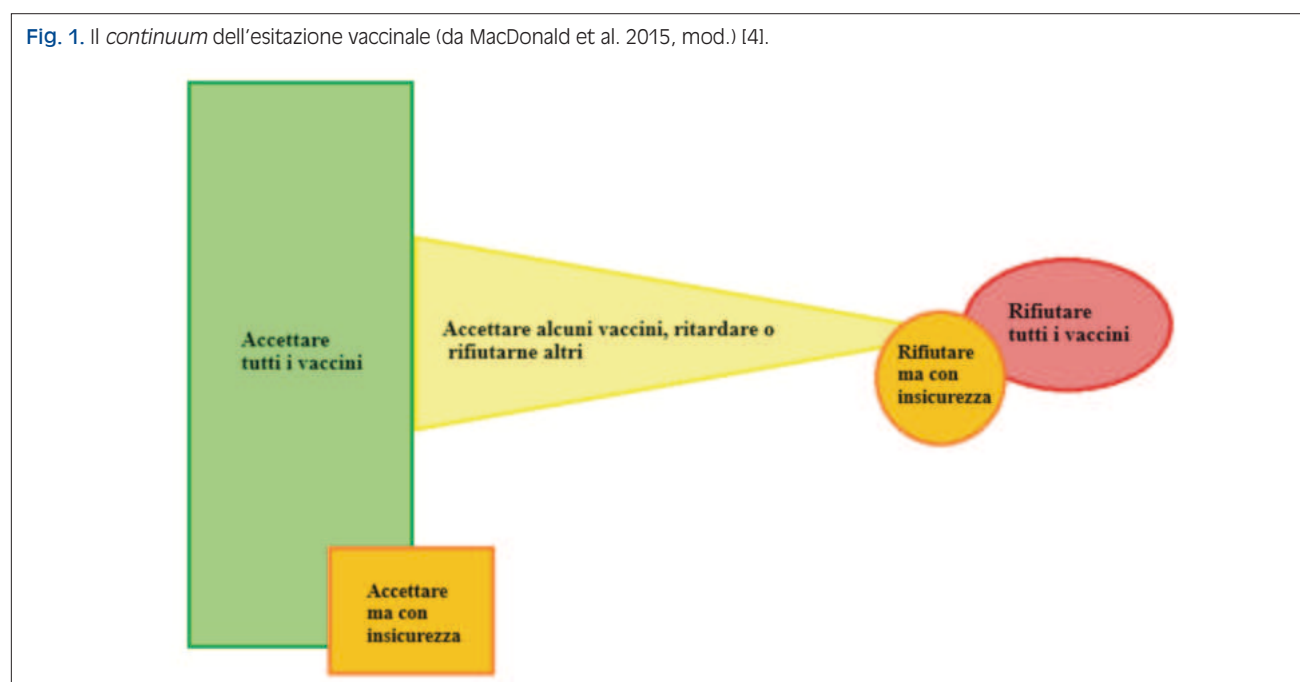 Fig. 1. Il continuum dell'esitazione vaccinale (da MacDonald et al. 2015, mod.) [4].
Accettare
tutti i vaccini
Accettare alcuni vaccini, ritardare o
rifiutarne altri
Rifiutare
ma con
insicurezza
Rifiutare
tutti i vaccini
Accettare
ma con
insicurezza